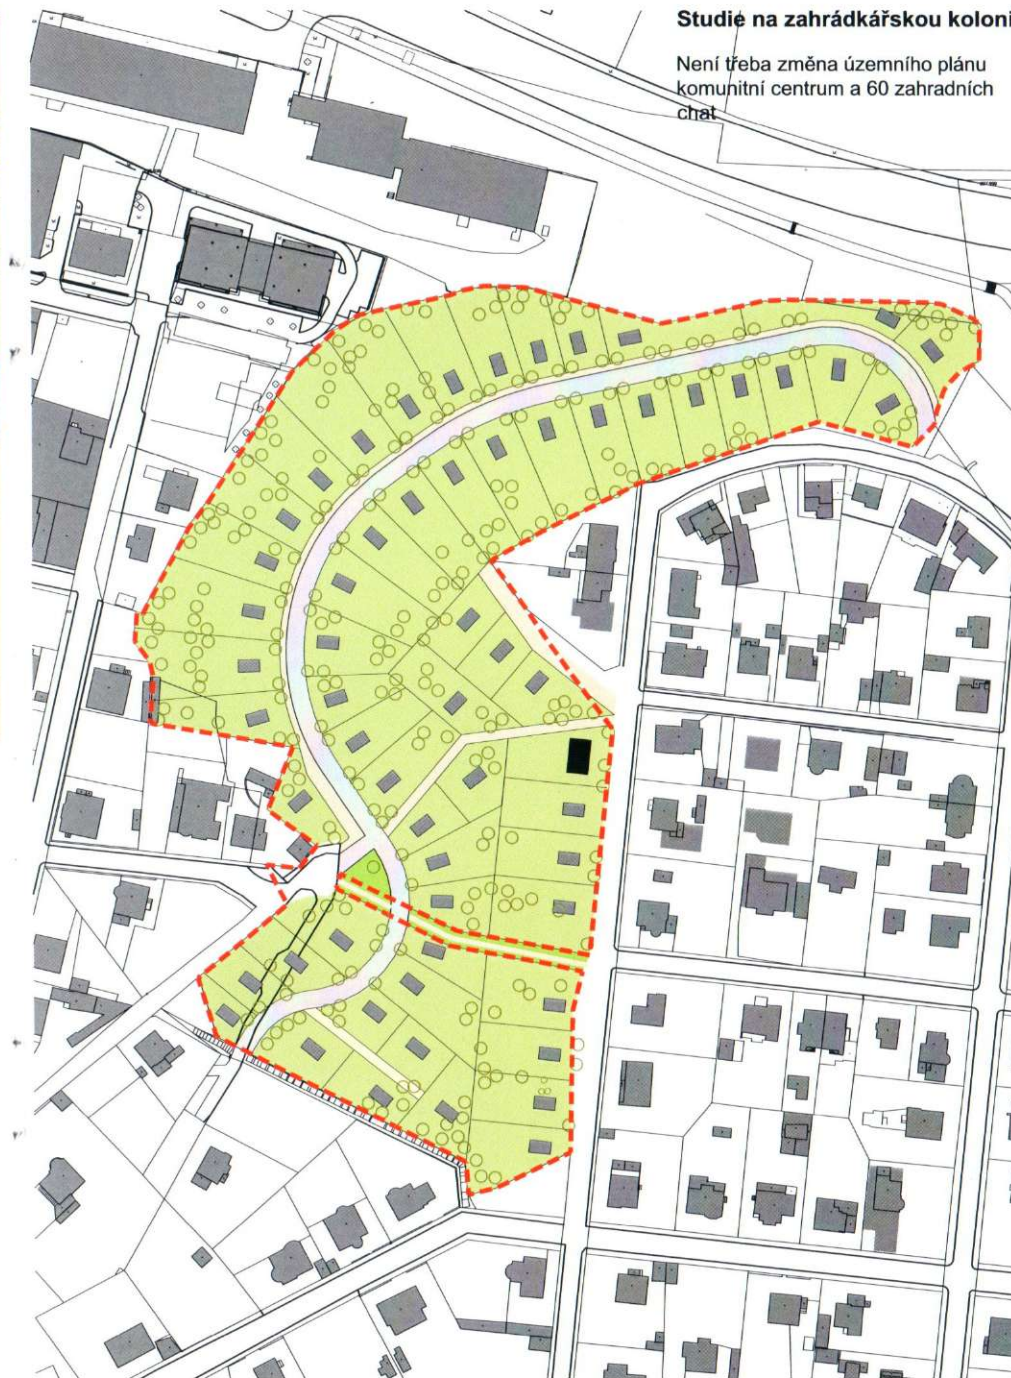 Studie na zahrádkářskou koloni
Není třeba změna územního plánu
komunitní centrum a 60 zahradních
chat